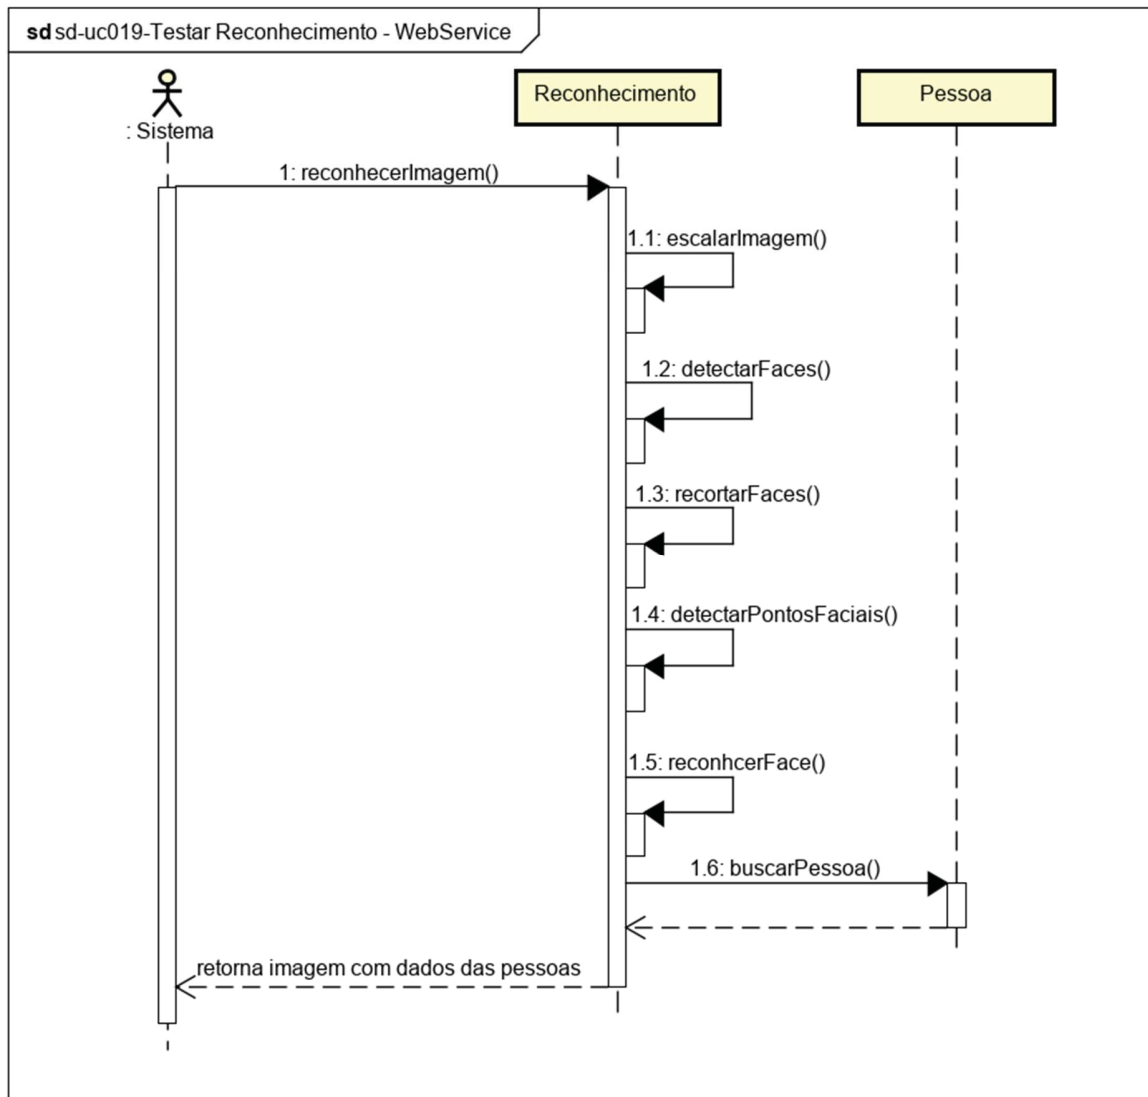 sd sd-uc019-Testar Reconhecimento - WebService
: Sistema
Reconhecimento
Pessoa
1: reconhecerImagem()
1.1: escalarImagem()
1.2: detectarFaces()
1.3: recortarFaces()
1.4: detectarPontosFaciais()
1.5: reconhcerFace()
1.6: buscarPessoa()
retorna imagem com dados das pessoas